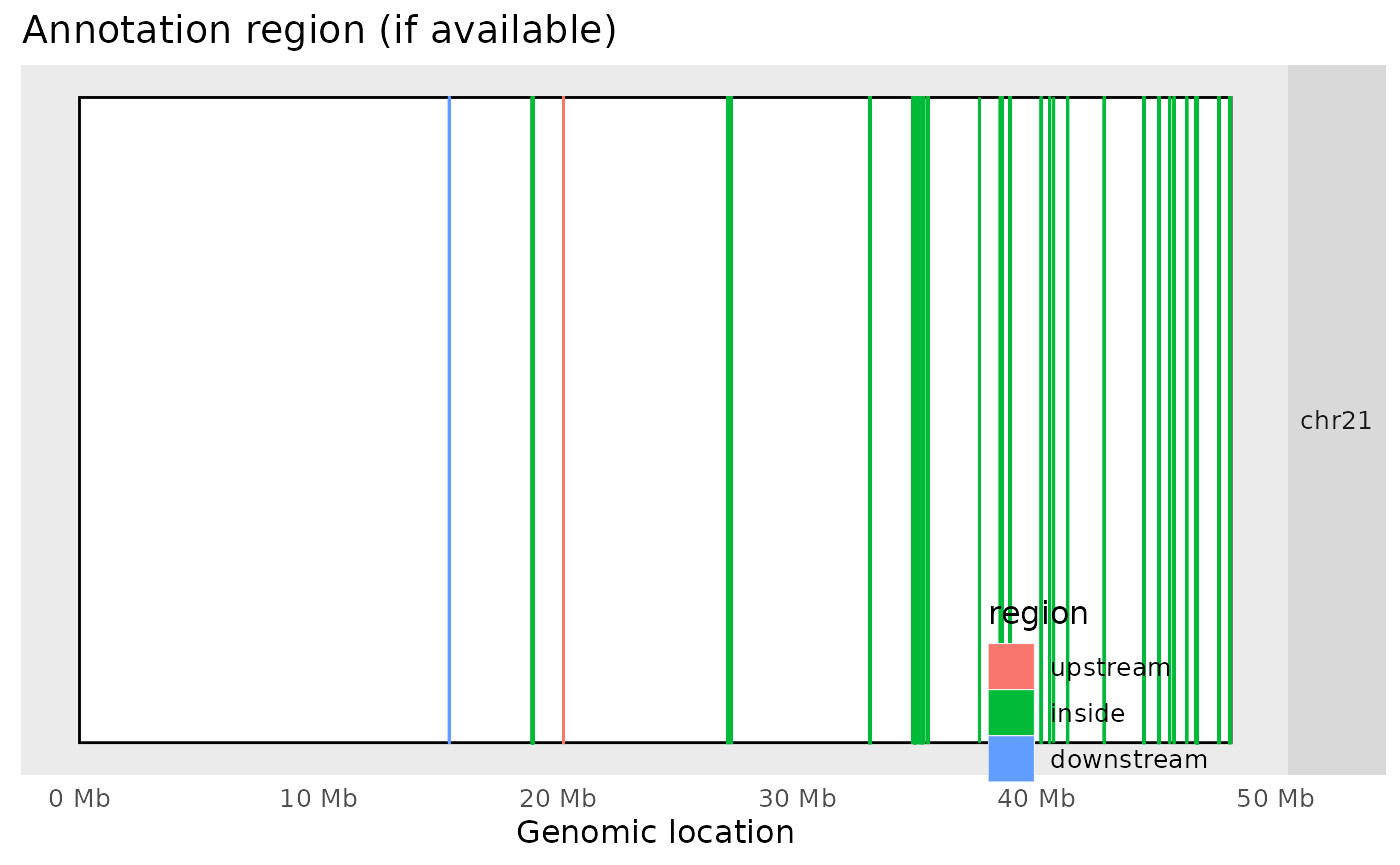 Annotation region (if available)
chr21
region
upstream
inside
downstream
0 Mb 10 Mb 20 Mb 30 Mb 40 Mb 50 Mb
Genomic location